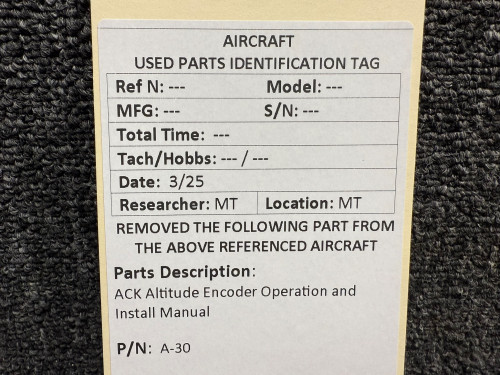 AIRCRAFT
USED PARTS IDENTIFICATION TAG
Ref N: --- Model: ---
MFG: --- S/N: ---
Total Time: ---
Tach/Hobbs: --- / ---
Date: 3/25
Researcher: MT Location: MT
REMOVED THE FOLLOWING PART FROM
THE ABOVE REFERENCED AIRCRAFT
Parts Description:
ACK Altitude Encoder Operation and
Install Manual
P/N: A-30